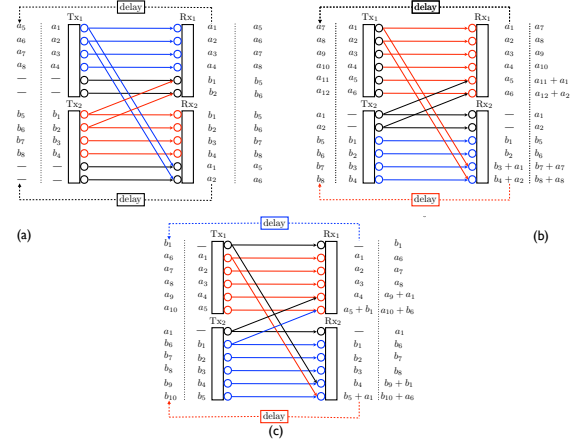 delay
Tx1 Rx1
a5 a1 a1 a5
a6 a2 a2 a6
a7 a3 a3 a7
a8 a4 a4 a8
— — b1 b5
— — b2 b6
Tx2 Rx2
b5 b1 b1 b5
b6 b2 b2 b6
b7 b3 b3 b7
b8 b4 b4 b8
— — a1 a5
— — a2 a6
delay
(a)
delay
Tx1 Rx1
a7 a1 a1 a7
a8 a2 a2 a8
a9 a3 a3 a9
a10 a4 a4 a10
a11 a5 a5 a11 + a1
a12 a6 a6 a12 + a2
Tx2 Rx2
a1 — — a1
a2 — — a2
b5 b1 b1 b5
b6 b2 b2 b6
b7 b3 b3 + a1 b7 + a7
b8 b4 b4 + a2 b8 + a8
delay
(b)
delay
Tx1 Rx1
b1 — — b1
a6 a1 a1 a6
a7 a2 a2 a7
a8 a3 a3 a8
a9 a4 a4 a9 + a1
a10 a5 a5 + b1 a10 + b6
Tx2 Rx2
a1 — — a1
b6 b1 b1 b6
b7 b2 b2 b7
b8 b3 b3 b8
b9 b4 b4 b9 + b1
b10 b5 b5 + a1 b10 + a6
delay
(c)